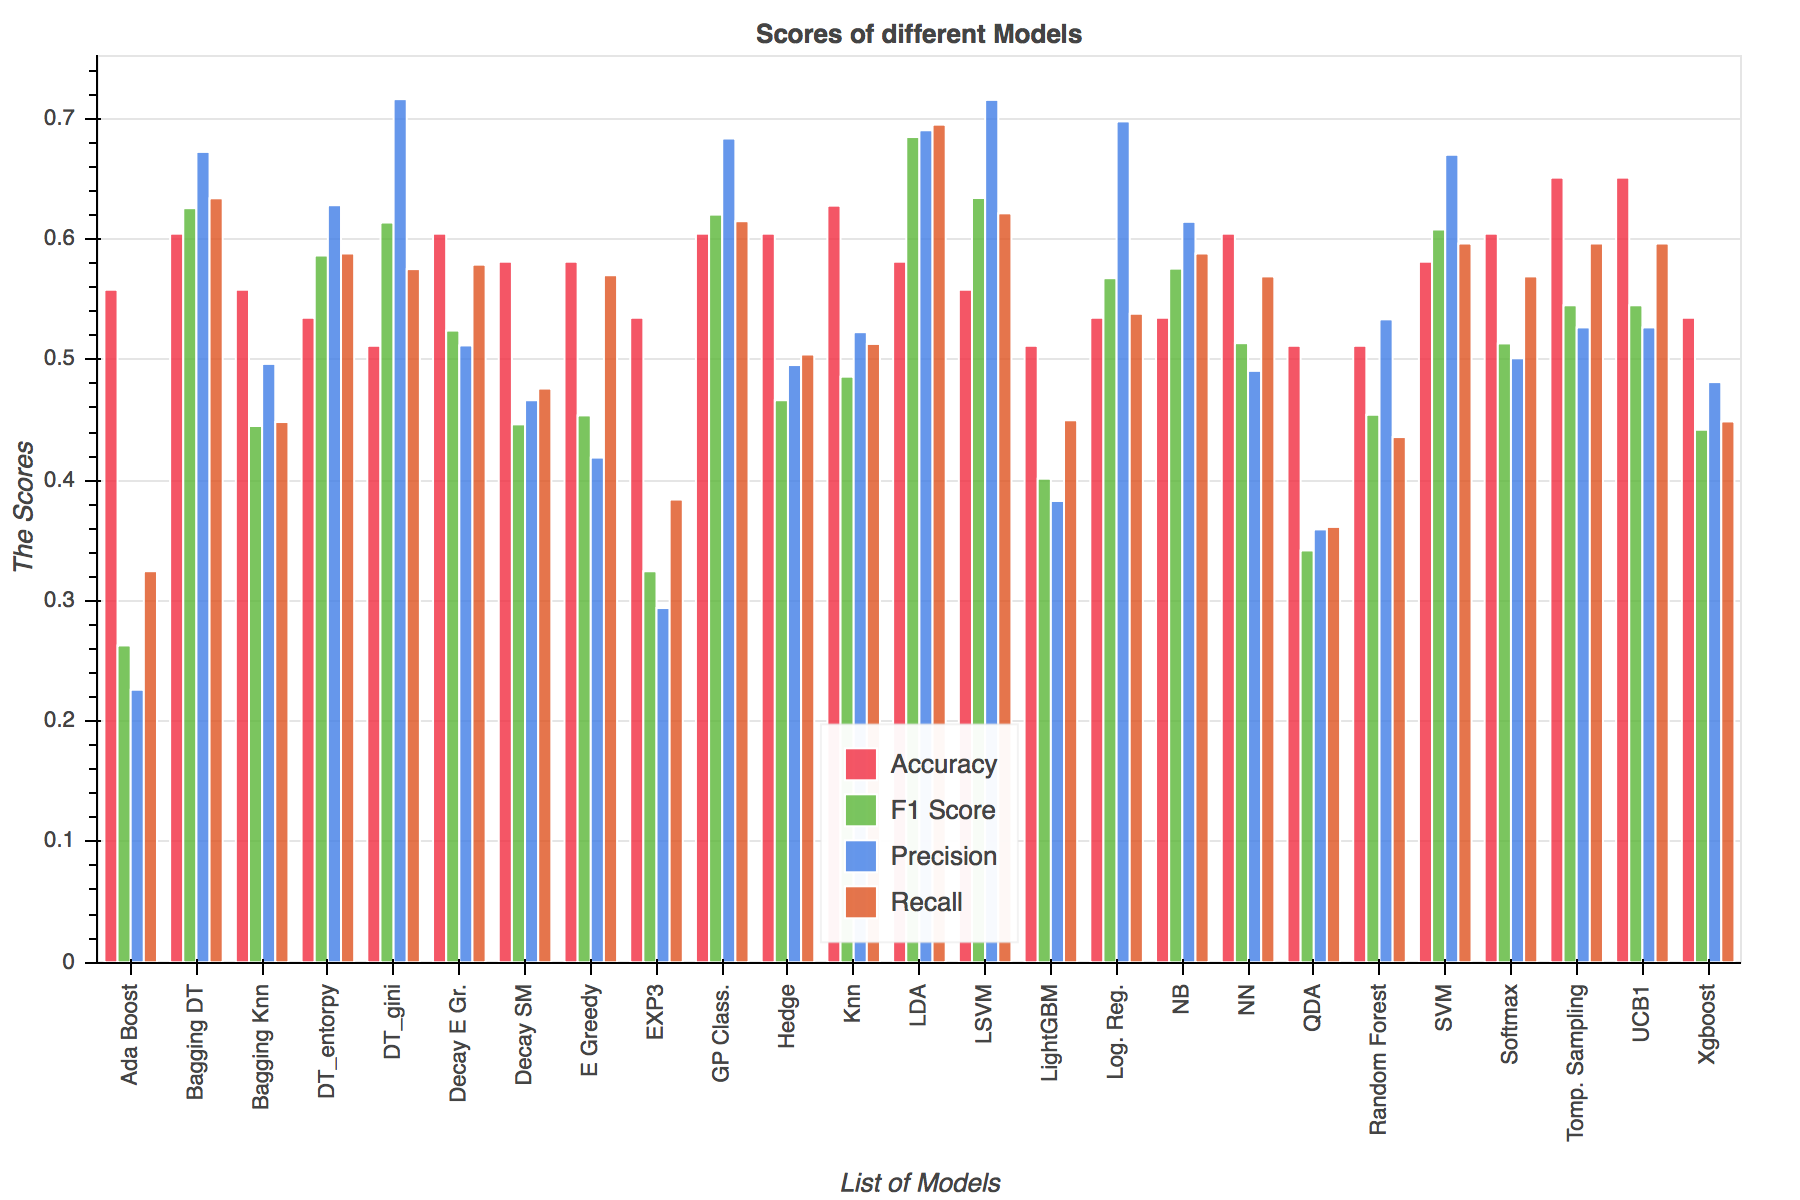 Scores of different Models
The Scores
0.7
0.6
0.5
0.4
0.3
0.2
0.1
0
Accuracy
F1 Score
Precision
Recall
Ada Boost
Bagging DT
Bagging Knn
DT_entorpy
DT_gini
Decay E Gr.
Decay SM
E Greedy
EXP3
GP Class.
Hedge
Knn
LDA
LSVM
LightGBM
Log. Reg.
NB
NN
QDA
Random Forest
SVM
Softmax
Tomp. Sampling
UCB1
Xgboost
List of Models